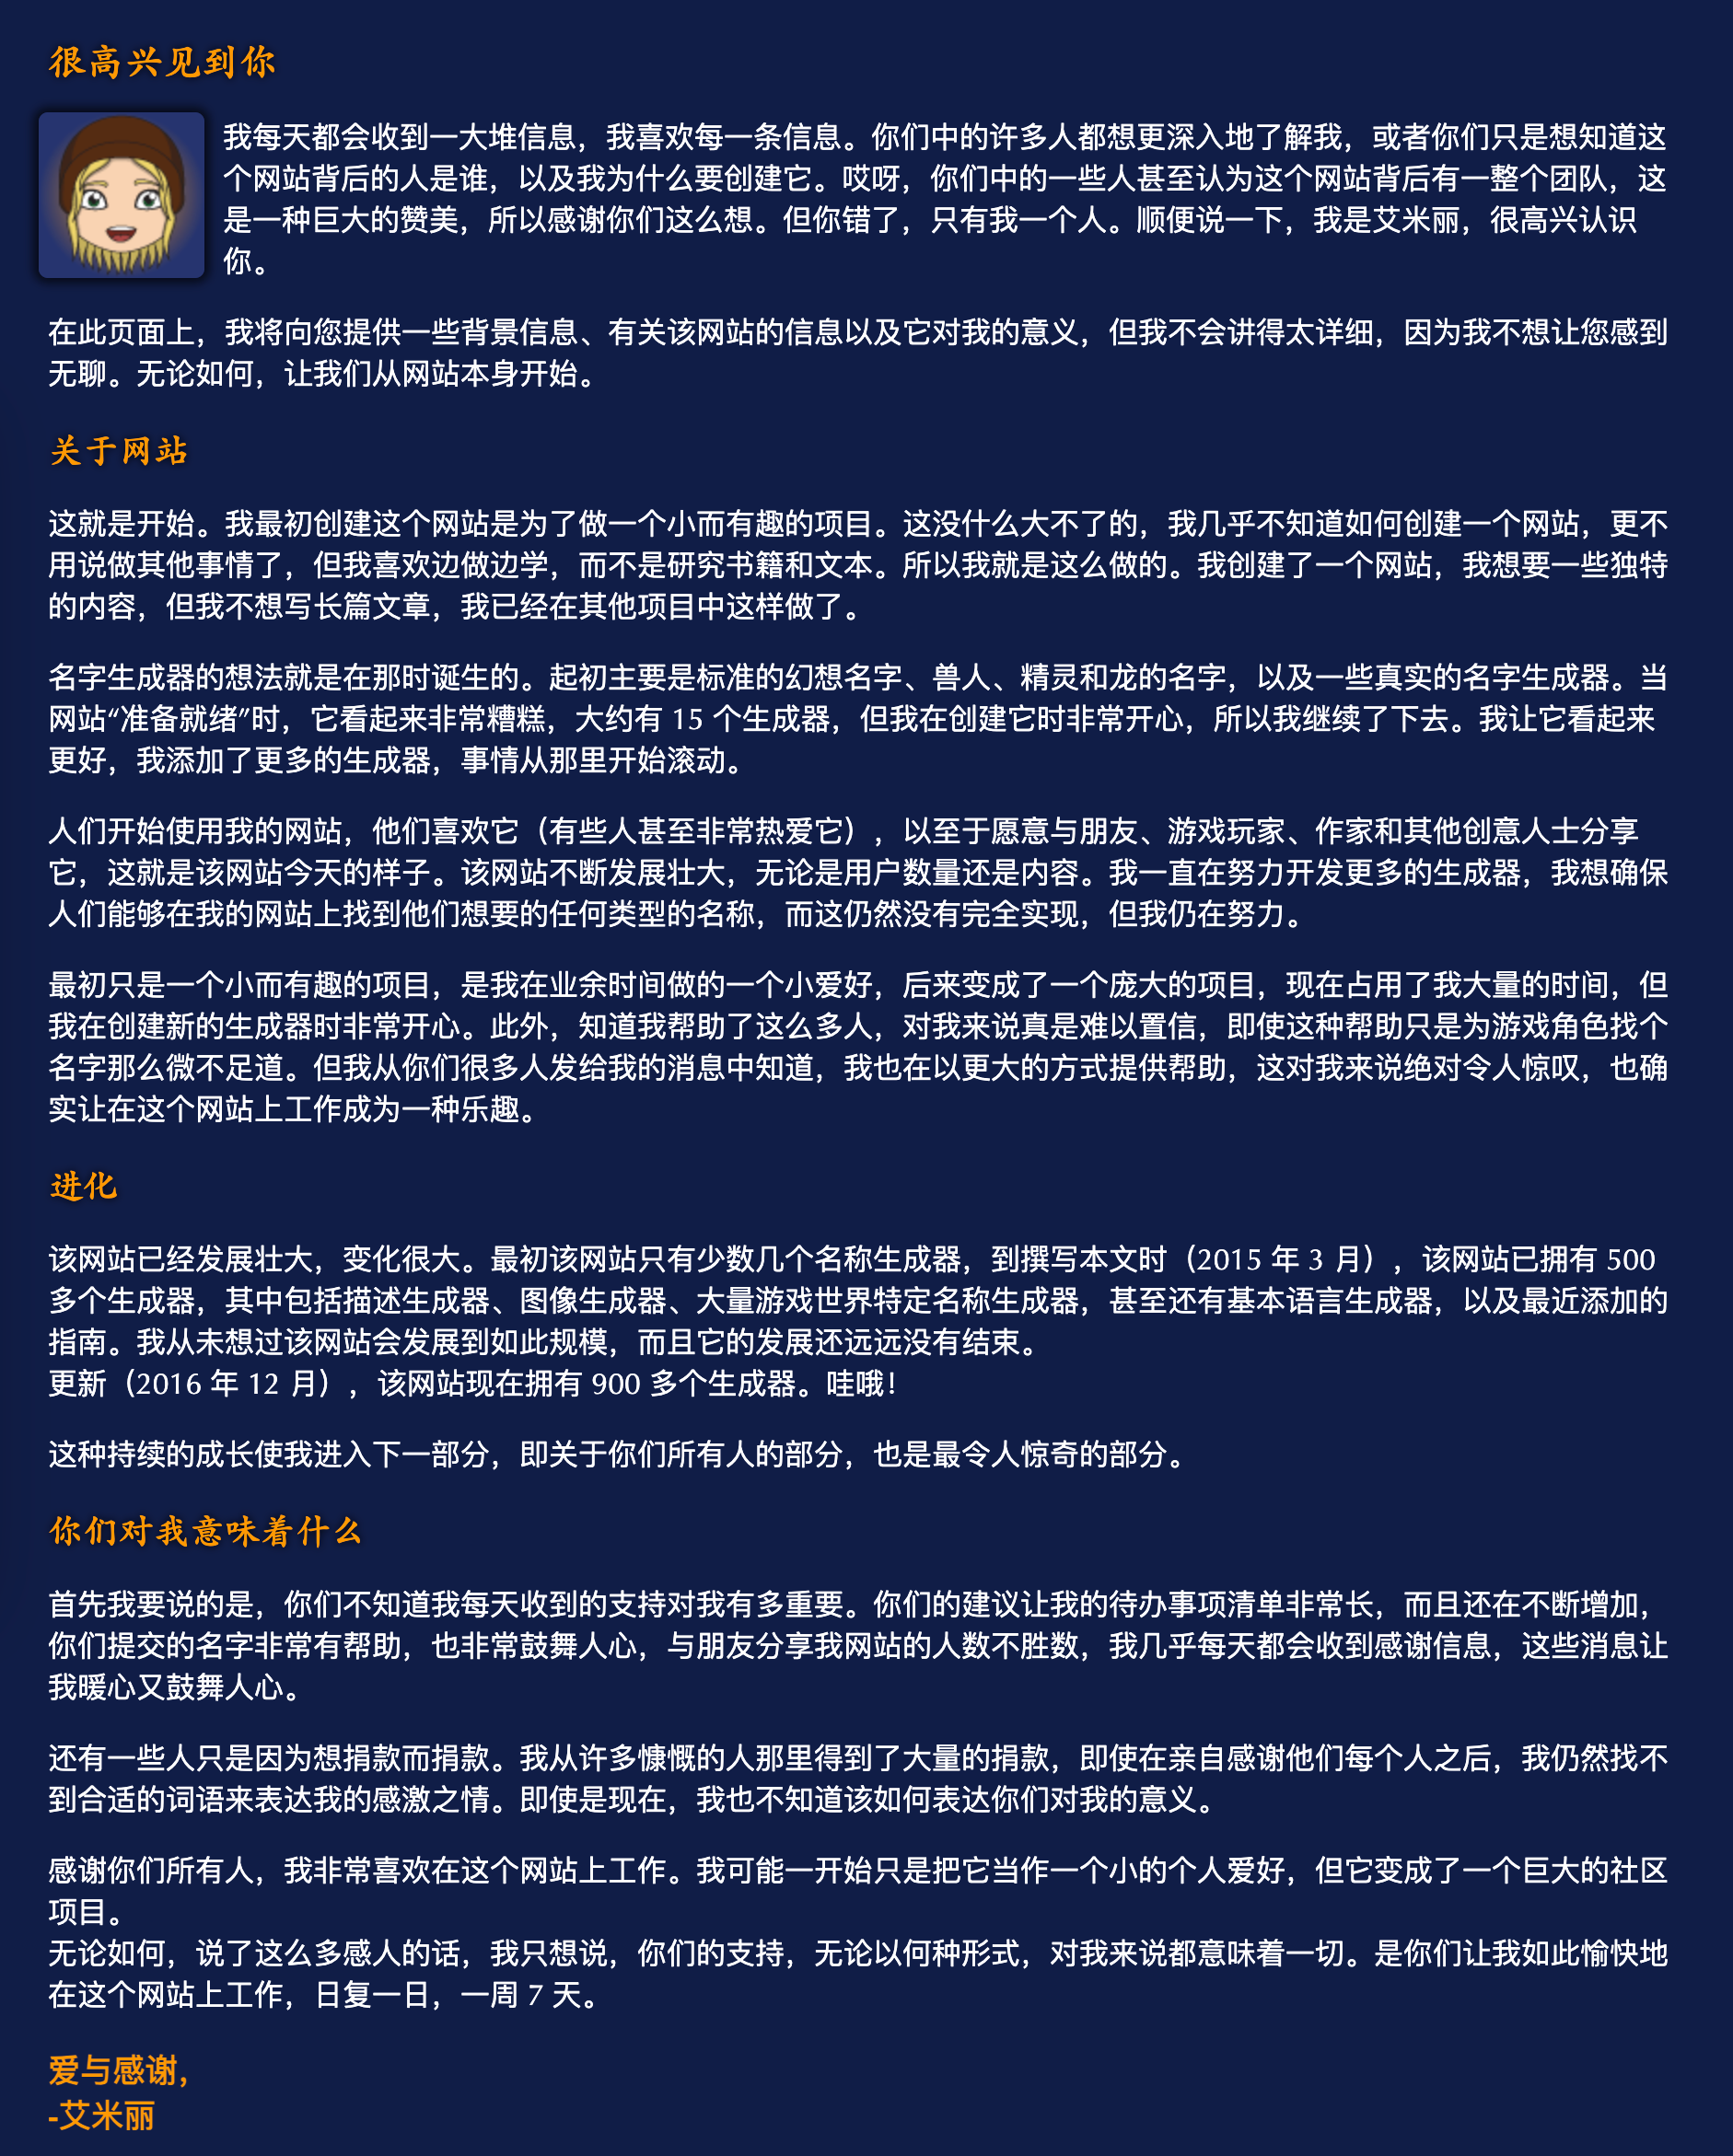 很高兴见到你
我每天都会收到一大堆信息，我喜欢每一条信息。你们中的许多人都想更深入地了解我，或者你们只是想知道这
个网站背后的人是谁，以及我为什么要创建它。哎呀，你们中的一些人甚至认为这个网站背后有一整个团队，这
是一种巨大的赞美，所以感谢你们这么想。但你错了，只有我一个人。顺便说一下，我是艾米丽，很高兴认识
你。
在此页面上，我将向您提供一些背景信息、有关该网站的信息以及它对我的意义，但我不会讲得太详细，因为我不想让您感到
无聊。无论如何，让我们从网站本身开始。
关于网站
这就是开始。我最初创建这个网站是为了做一个小而有趣的项目。这没什么大不了的，我几乎不知道如何创建一个网站，更不
用说做其他事情了，但我喜欢边做边学，而不是研究书籍和文本。所以我就是这么做的。我创建了一个网站，我想要一些独特
的内容，但我不想写长篇文章，我已经在其他项目中这样做了。
名字生成器的想法就是在那时诞生的。起初主要是标准的幻想名字、兽人、精灵和龙的名字，以及一些真实的名字生成器。当
网站“准备就绪”时，它看起来非常糟糕，大约有 15 个生成器，但我在创建它时非常开心，所以我继续了下去。我让它看起来
更好，我添加了更多的生成器，事情从那里开始滚动。
人们开始使用我的网站，他们喜欢它（有些人甚至非常热爱它），以至于愿意与朋友、游戏玩家、作家和其他创意人士分享
它，这就是该网站今天的样子。该网站不断发展壮大，无论是用户数量还是内容。我一直在努力开发更多的生成器，我想确保
人们能够在我的网站上找到他们想要的任何类型的名称，而这仍然没有完全实现，但我仍在努力。
最初只是一个小而有趣的项目，是我在业余时间做的一个小爱好，后来变成了一个庞大的项目，现在占用了我大量的时间，但
我在创建新的生成器时非常开心。此外，知道我帮助了这么多人，对我来说真是难以置信，即使这种帮助只是为游戏角色找个
名字那么微不足道。但我从你们很多人发给我的消息中知道，我也在以更大的方式提供帮助，这对我来说绝对令人惊叹，也确
实让在这个网站上工作成为一种乐趣。
进化
该网站已经发展壮大，变化很大。最初该网站只有少数几个名称生成器，到撰写本文时（2015 年 3 月），该网站已拥有 500
多个生成器，其中包括描述生成器、图像生成器、大量游戏世界特定名称生成器，甚至还有基本语言生成器，以及最近添加的
指南。我从未想过该网站会发展到如此规模，而且它的发展还远远没有结束。
更新（2016 年 12 月），该网站现在拥有 900 多个生成器。哇哦！
这种持续的成长使我进入下一部分，即关于你们所有人的部分，也是最令人惊奇的部分。
你们对我意味着什么
首先我要说的是，你们不知道我每天收到的支持对我有多重要。你们的建议让我的待办事项清单非常长，而且还在不断增加，
你们提交的名字非常有帮助，也非常鼓舞人心，与朋友分享我网站的人数不胜数，我几乎每天都会收到感谢信息，这些消息让
我暖心又鼓舞人心。
还有一些人只是因为想捐款而捐款。我从许多慷慨的人那里得到了大量的捐款，即使在亲自感谢他们每个人之后，我仍然找不
到合适的词语来表达我的感激之情。即使是现在，我也不知道该如何表达你们对我的意义。
感谢你们所有人，我非常喜欢在这个网站上工作。我可能一开始只是把它当作一个小的个人爱好，但它变成了一个巨大的社区
项目。
无论如何，说了这么多感人的话，我只想说，你们的支持，无论以何种形式，对我来说都意味着一切。是你们让我如此愉快地
在这个网站上工作，日复一日，一周 7 天。
爱与感谢，
-艾米丽